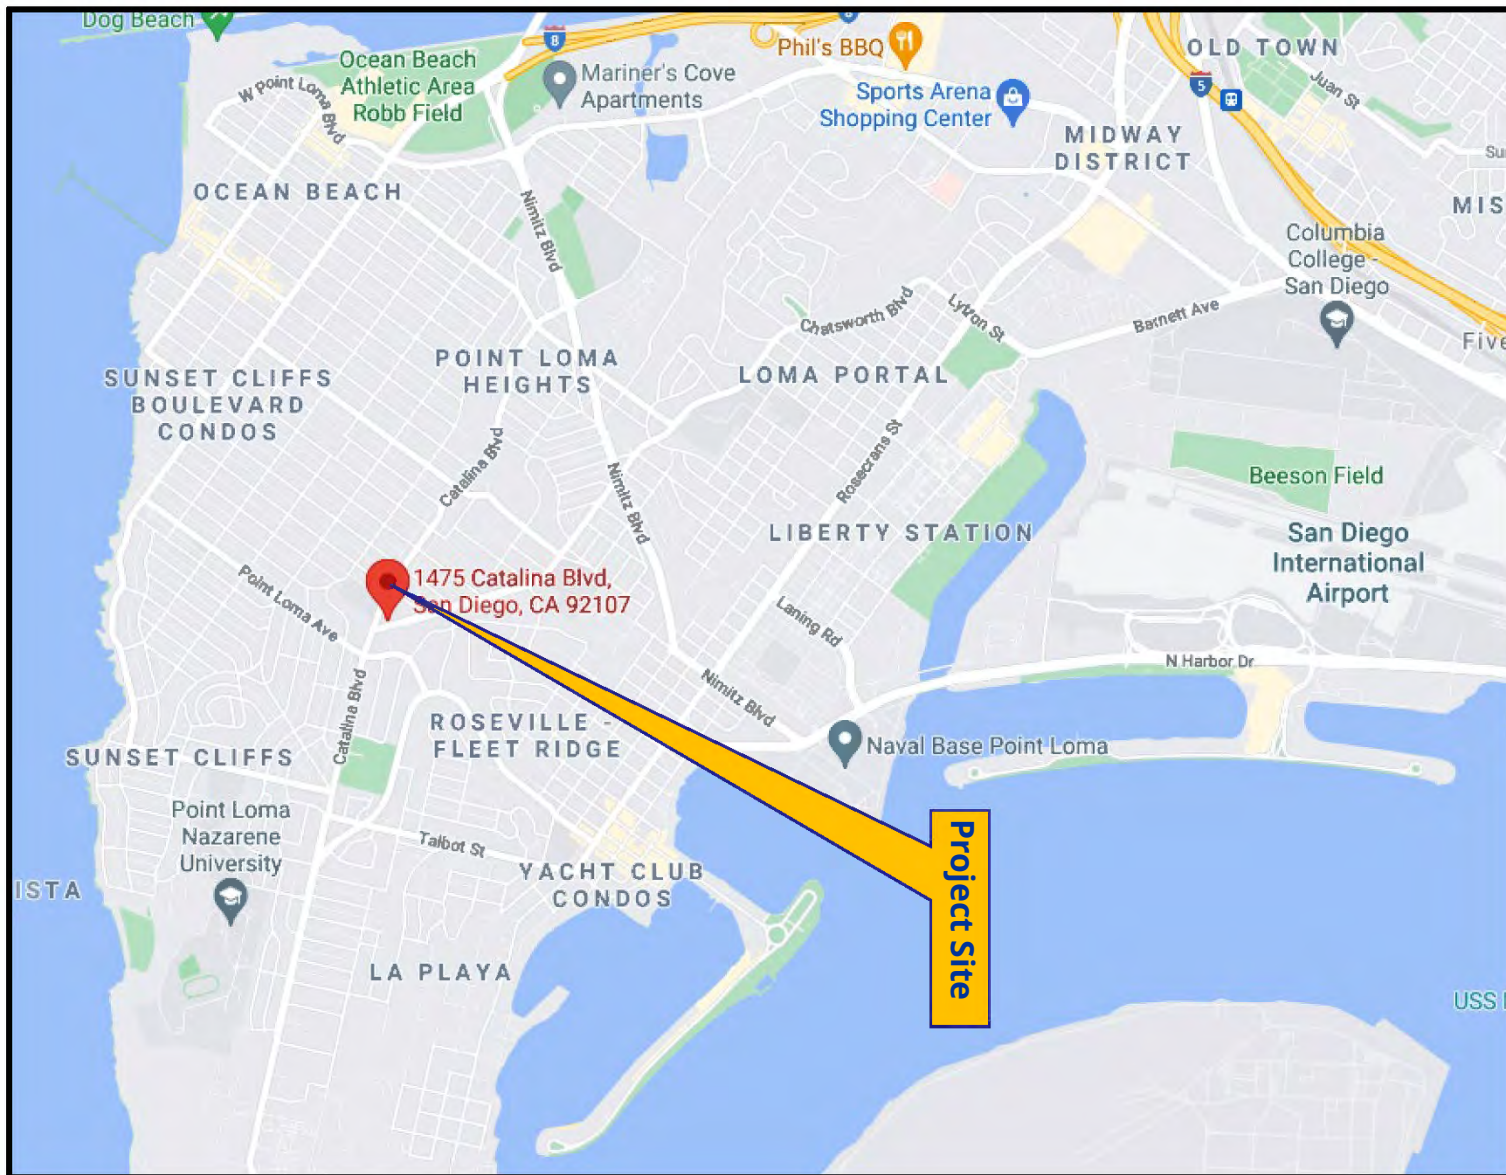 Dog Beach
8
8
Ocean Beach
Athletic Area
Robb Field
Mariner's Cove
Apartments
Phil's BBQ
Sports Arena
Shopping Center
OLD TOWN
5
Juan St
W Point Loma Blvd
MIDWAY
DISTRICT
Su
OCEAN BEACH
Nimitz Blvd
MIS
Columbia
College -
San Diego
Chatsworth Blvd
Lytton St
Barnett Ave
Five
POINT LOMA
HEIGHTS
LOMA PORTAL
SUNSET CLIFFS
BOULEVARD
CONDOS
Catalina Blvd
Rosecrans St
Nimitz Blvd
Beeson Field
LIBERTY STATION
San Diego
International
Airport
1475 Catalina Blvd,
San Diego, CA 92107
Point Loma Ave
Laning Rd
N Harbor Dr
Catalina Blvd
Nimitz Blvd
ROSEVILLE -
FLEET RIDGE
Naval Base Point Loma
SUNSET CLIFFS
Point Loma
Nazarene
University
Talbot St
YACHT CLUB
CONDOS
ISTA
Project Site
LA PLAYA
USS